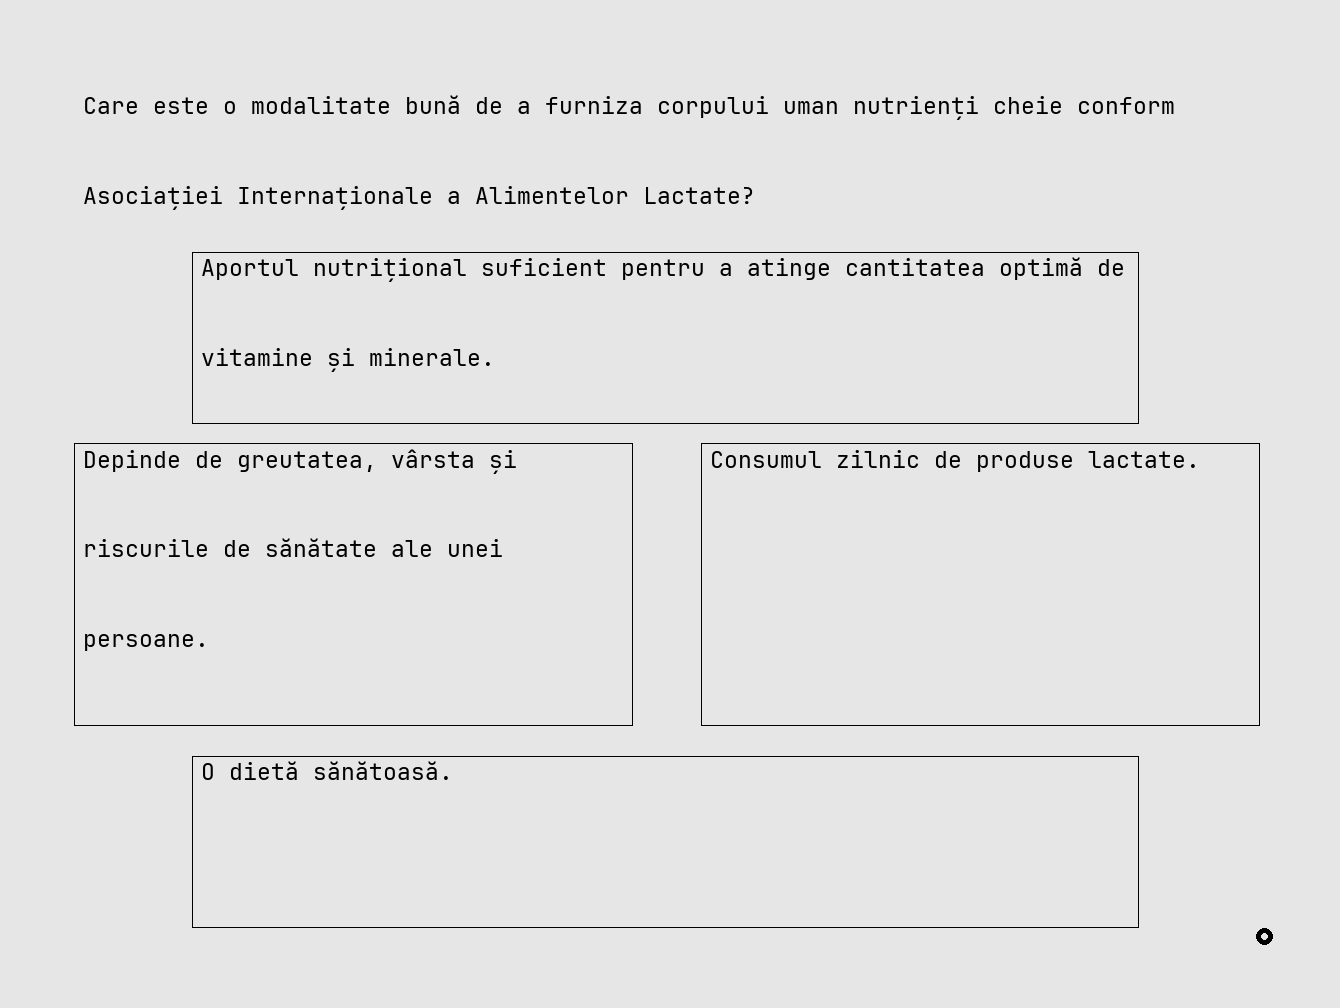 Care este o modalitate bună de a furniza corpului uman nutrienți cheie conform
Asociației Internaționale a Alimentelor Lactate?
Aportul nutrițional suficient pentru a atinge cantitatea optimă de
vitamine și minerale.
Depinde de greutatea, vârsta și
riscurile de sănătate ale unei
persoane.
Consumul zilnic de produse lactate.
O dietă sănătoasă.